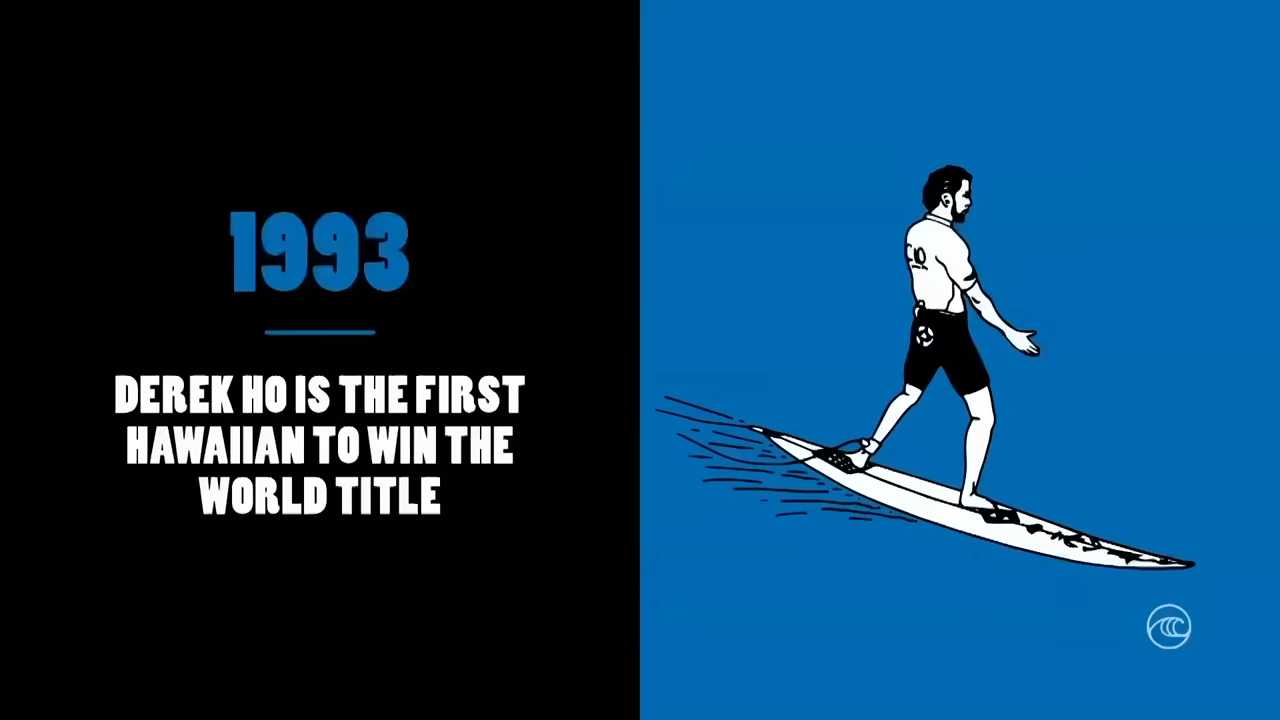 1993
DEREK HO IS THE FIRST
HAWAIIAN TO WIN THE
WORLD TITLE